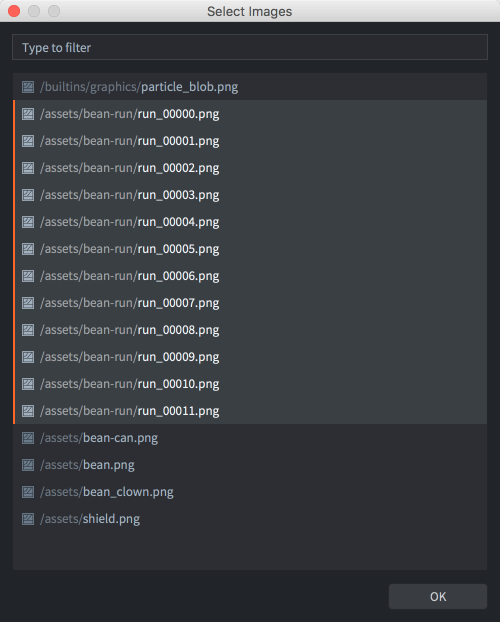 Select Images
Type to filter
/builtins/graphics/particle_blob.png
/assets/bean-run/run_00000.png
/assets/bean-run/run_00001.png
/assets/bean-run/run_00002.png
/assets/bean-run/run_00003.png
/assets/bean-run/run_00004.png
/assets/bean-run/run_00005.png
/assets/bean-run/run_00006.png
/assets/bean-run/run_00007.png
/assets/bean-run/run_00008.png
/assets/bean-run/run_00009.png
/assets/bean-run/run_00010.png
/assets/bean-run/run_00011.png
/assets/bean-can.png
/assets/bean.png
/assets/bean_clown.png
/assets/shield.png
OK